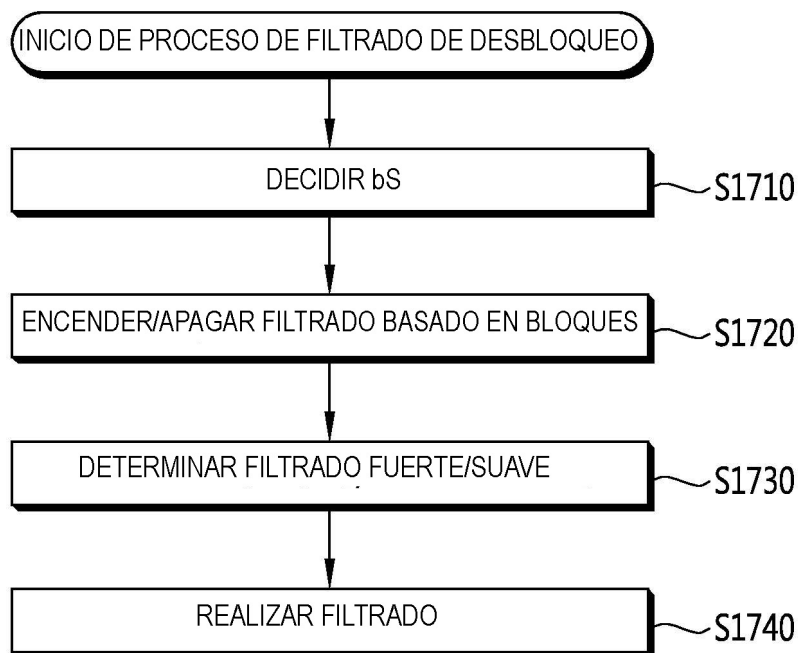 INICIO DE PROCESO DE FILTRADO DE DESBLOQUEO
DECIDIR bS
S1710
ENCENDER/APAGAR FILTRADO BASADO EN BLOQUES
S1720
DETERMINAR FILTRADO FUERTE/SUAVE
S1730
REALIZAR FILTRADO
S1740